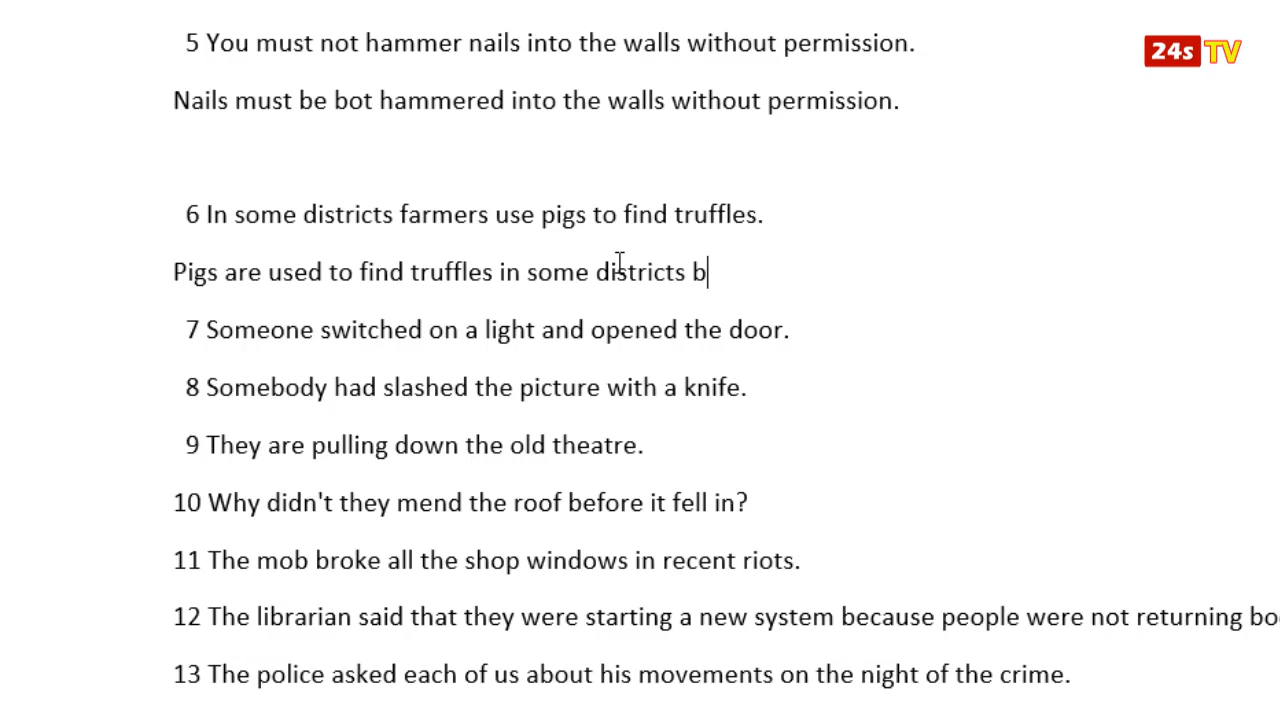 5 You must not hammer nails into the walls without permission.
24s TV
Nails must be bot hammered into the walls without permission.
6 In some districts farmers use pigs to find truffles.
Pigs are used to find truffles in some districts b
7 Someone switched on a light and opened the door.
8 Somebody had slashed the picture with a knife.
9 They are pulling down the old theatre.
10 Why didn't they mend the roof before it fell in?
11 The mob broke all the shop windows in recent riots.
12 The librarian said that they were starting a new system because people were not returning
13 The police asked each of us about his movements on the night of the crime.